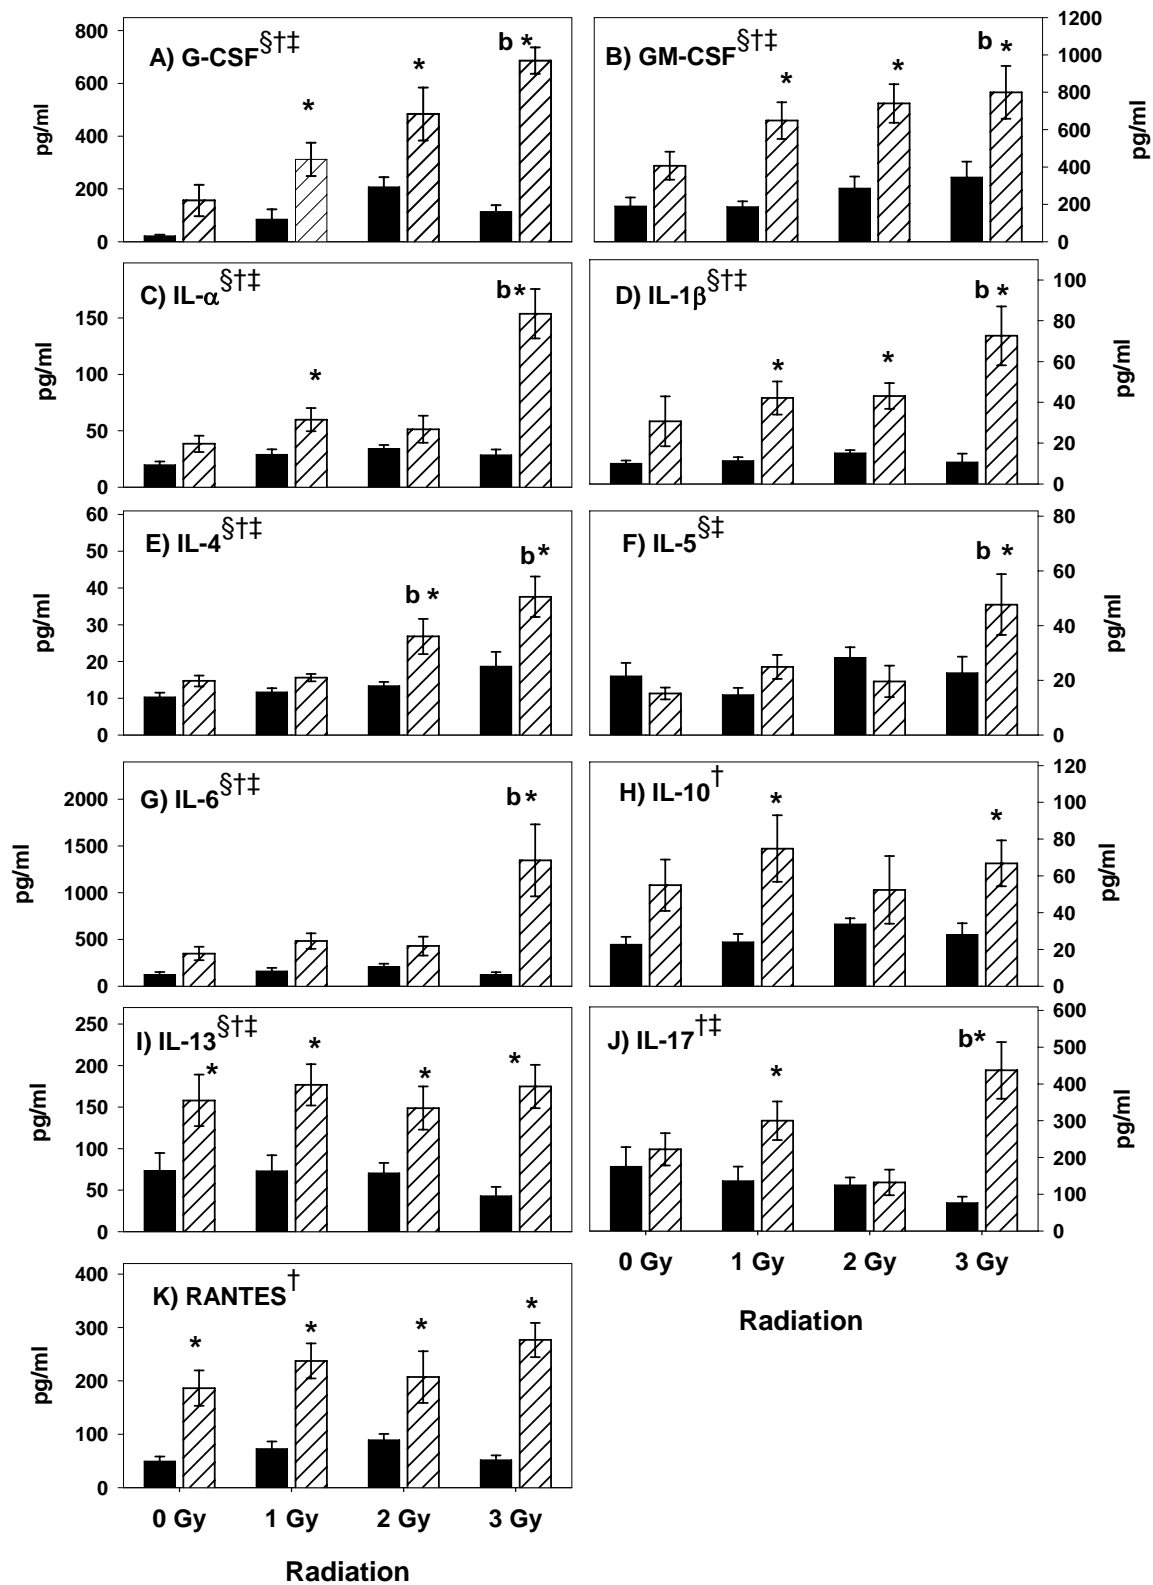 A) G-CSF§†‡
b *
*
*
800
600
400
200
0
pg/ml
B) GM-CSF§†‡
b *
*
*
1200
1000
800
600
400
200
0
pg/ml
C) IL-α§†‡
b*
*
150
100
50
0
pg/ml
D) IL-1β§†‡
b *
*
*
100
80
60
40
20
0
pg/ml
E) IL-4§†‡
b*
b *
60
50
40
30
20
10
0
pg/ml
F) IL-5§‡
b *
80
60
40
20
0
pg/ml
G) IL-6§†‡
b*
2000
1500
1000
500
0
pg/ml
H) IL-10†
*
*
120
100
80
60
40
20
0
pg/ml
I) IL-13§†‡
*
*
*
*
250
200
150
100
50
0
pg/ml
J) IL-17†‡
b*
*
600
500
400
300
200
100
0
pg/ml
0 Gy 1 Gy 2 Gy 3 Gy
Radiation
K) RANTES†
*
*
*
*
400
300
200
100
0
pg/ml
0 Gy 1 Gy 2 Gy 3 Gy
Radiation